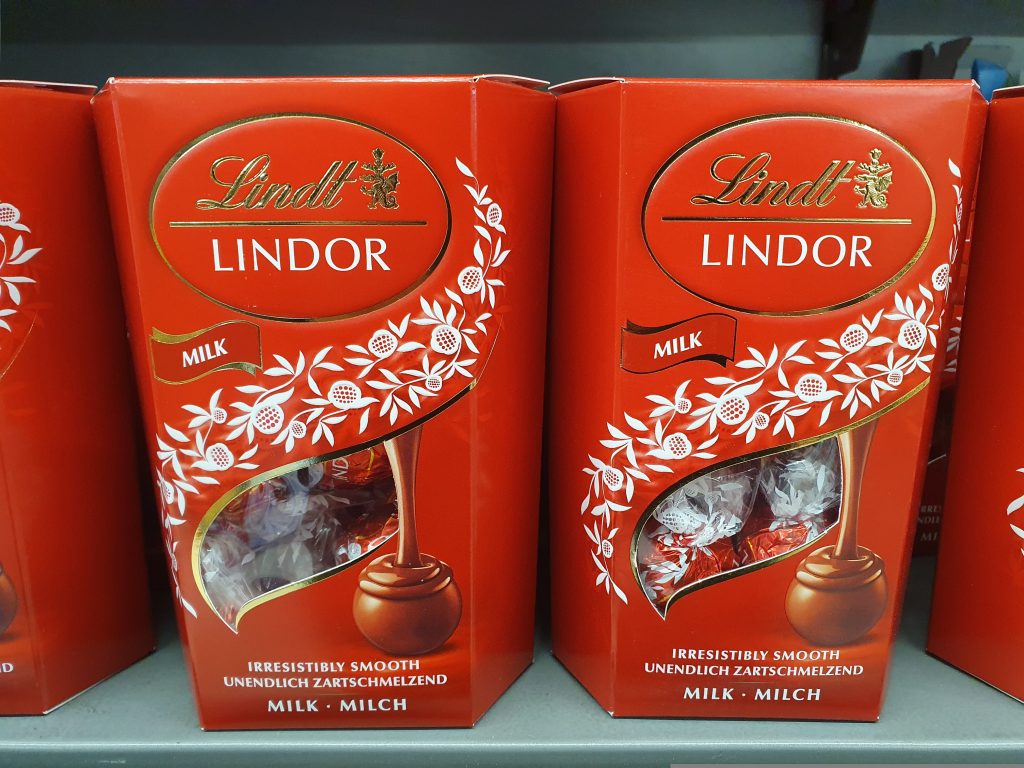 Lindt
LINDOR
MILK
IRRESISTIBLY SMOOTH
UNENDLICH ZARTSCHMELZEND
MILK · MILCH
Lindt
LINDOR
MILK
IRRESISTIBLY SMOOTH
UNENDLICH ZARTSCHMELZEND
MILK · MILCH